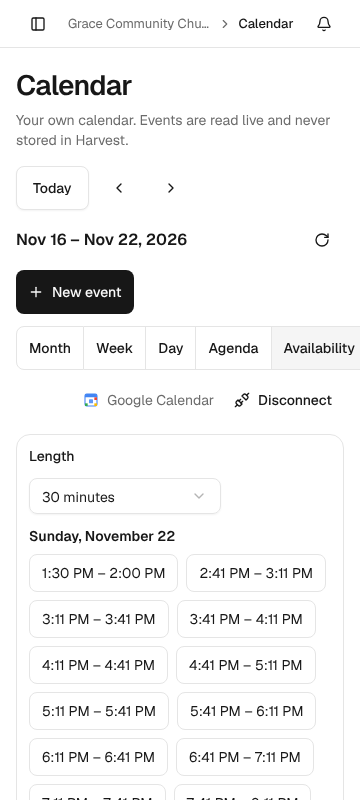 Grace Community Chu... > Calendar
Calendar
Your own calendar. Events are read live and never
stored in Harvest.
Today
Nov 16 – Nov 22, 2026
+ New event
Month Week Day Agenda Availability
Google Calendar Disconnect
Length
30 minutes
Sunday, November 22
1:30 PM – 2:00 PM 2:41 PM – 3:11 PM
3:11 PM – 3:41 PM 3:41 PM – 4:11 PM
4:11 PM – 4:41 PM 4:41 PM – 5:11 PM
5:11 PM – 5:41 PM 5:41 PM – 6:11 PM
6:11 PM – 6:41 PM 6:41 PM – 7:11 PM